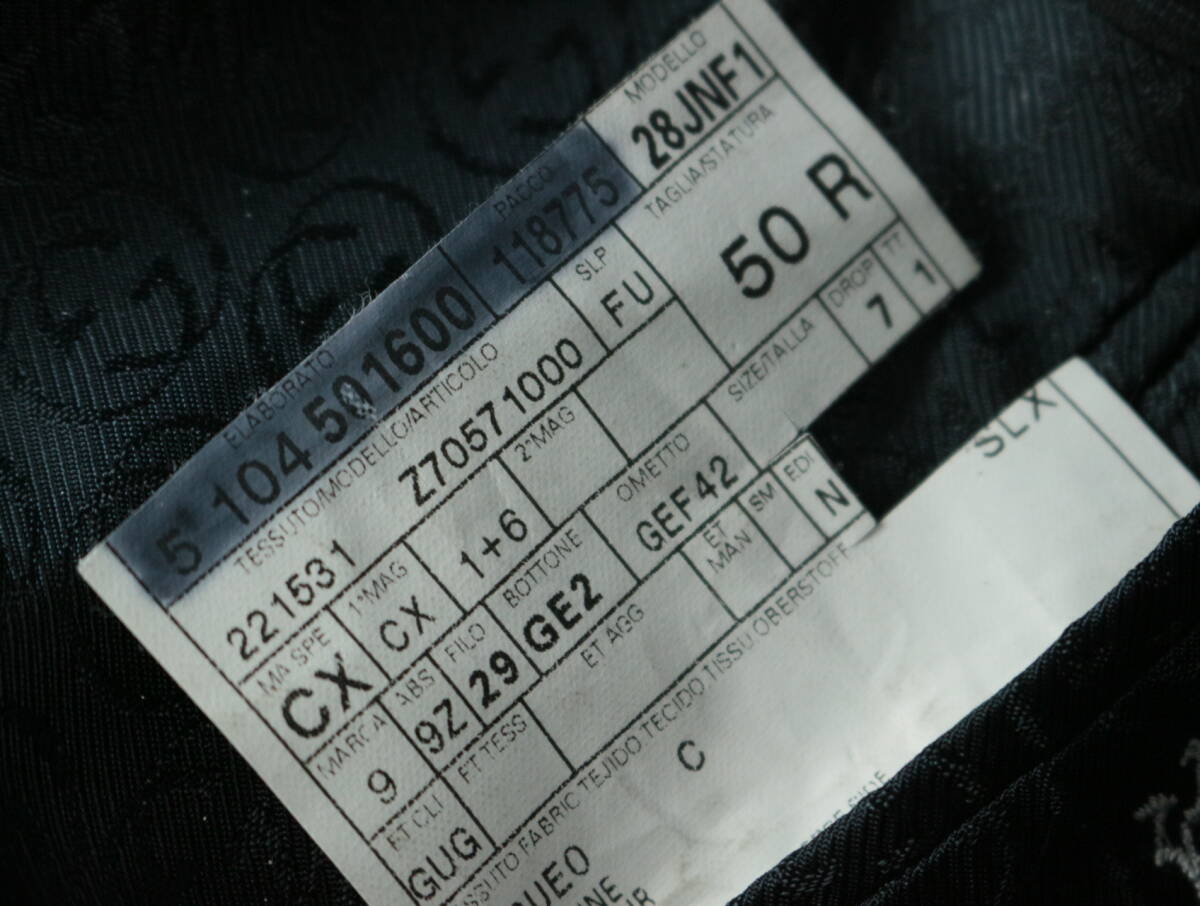 ELABORATO PACCO MODELLO
5 104 501600 118775 28JNF1
TESSUTO/MODELLO/ARTICOLO SLP TAGLIA/STATURA
221531 Z70571000 FU 50 R
MA SPE 1°MAG 2°MAG SIZE/TALLA DROP TT
CX CX 1+6 7 1
MARCA ABS FILO BOTTONE OMETTO
9 9Z 29 GE2 GEF42
ET CLI ET TESS ET AGG ET MAN SM EDI
GUG N
FABRIC TEJIDO TECIDO TISSU OBERSTOFF
C SLX